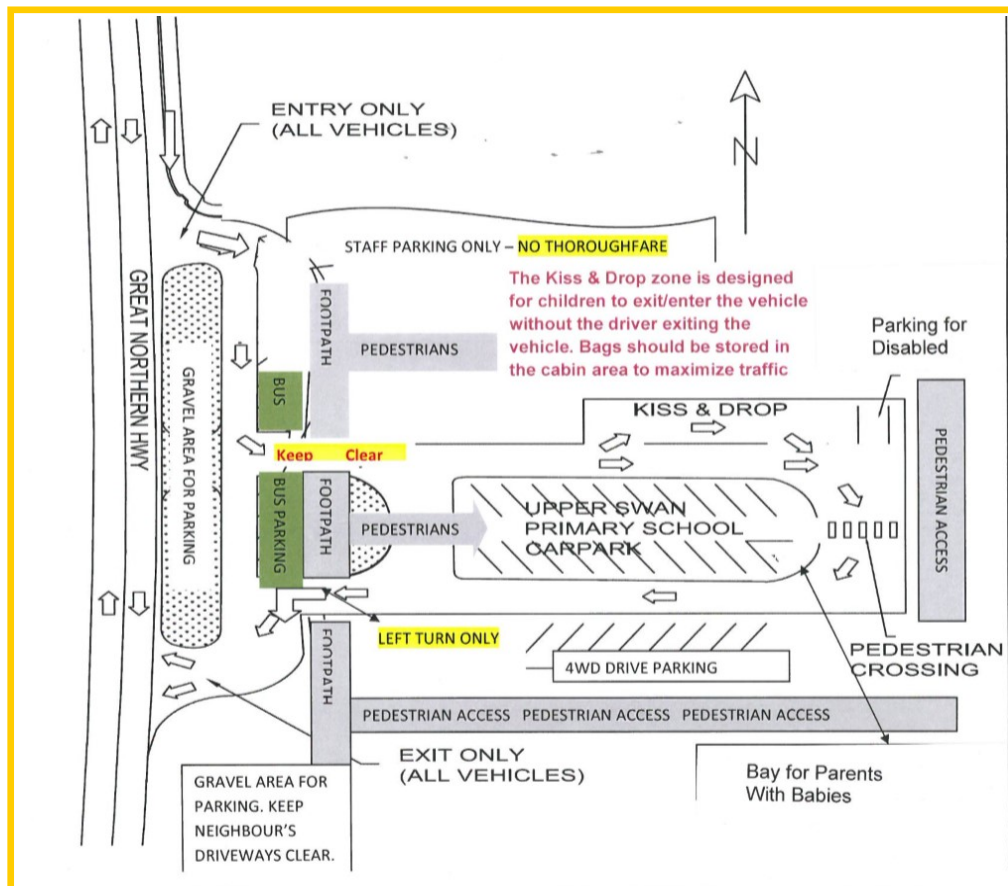 ENTRY ONLY
(ALL VEHICLES)
N
STAFF PARKING ONLY – NO THOROUGHFARE
The Kiss & Drop zone is designed
for children to exit/enter the vehicle
without the driver exiting the
vehicle. Bags should be stored in
the cabin area to maximize traffic
Parking for
Disabled
GREAT NORTHERN HWY
GRAVEL AREA FOR PARKING
FOOTPATH
PEDESTRIANS
BUS
KISS & DROP
Keep Clear
BUS PARKING
FOOTPATH
PEDESTRIANS
UPPER SWAN
PRIMARY SCHOOL
CARPARK
PEDESTRIAN ACCESS
LEFT TURN ONLY
FOOTPATH
4WD DRIVE PARKING
PEDESTRIAN
CROSSING
PEDESTRIAN ACCESS PEDESTRIAN ACCESS PEDESTRIAN ACCESS
EXIT ONLY
(ALL VEHICLES)
GRAVEL AREA FOR
PARKING. KEEP
NEIGHBOUR'S
DRIVEWAYS CLEAR.
Bay for Parents
With Babies